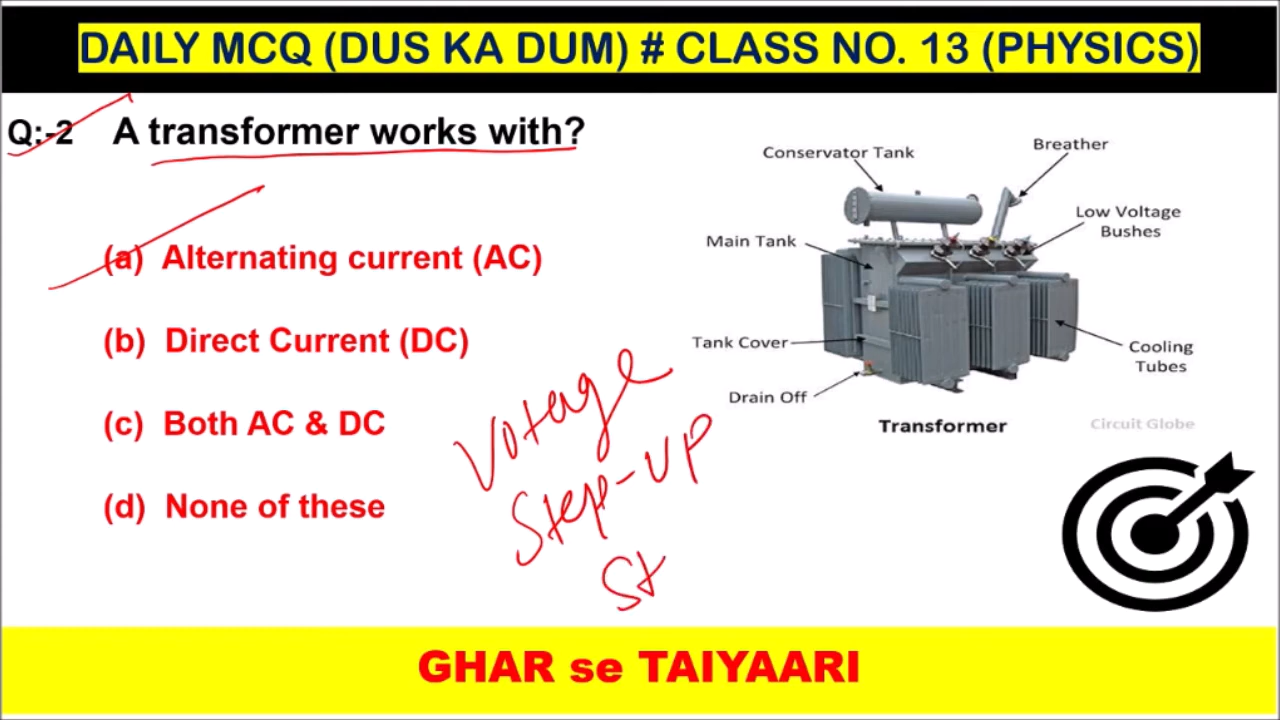 DAILY MCQ (DUS KA DUM) # CLASS NO. 13 (PHYSICS)
Q:-2 A transformer works with?
(a) Alternating current (AC)
(b) Direct Current (DC)
(c) Both AC & DC
(d) None of these
Votage
Step-UP
St
Conservator Tank
Breather
Low Voltage
Bushes
Main Tank
Tank Cover
Cooling
Tubes
Drain Off
Transformer
Circuit Globe
GHAR se TAIYAARI